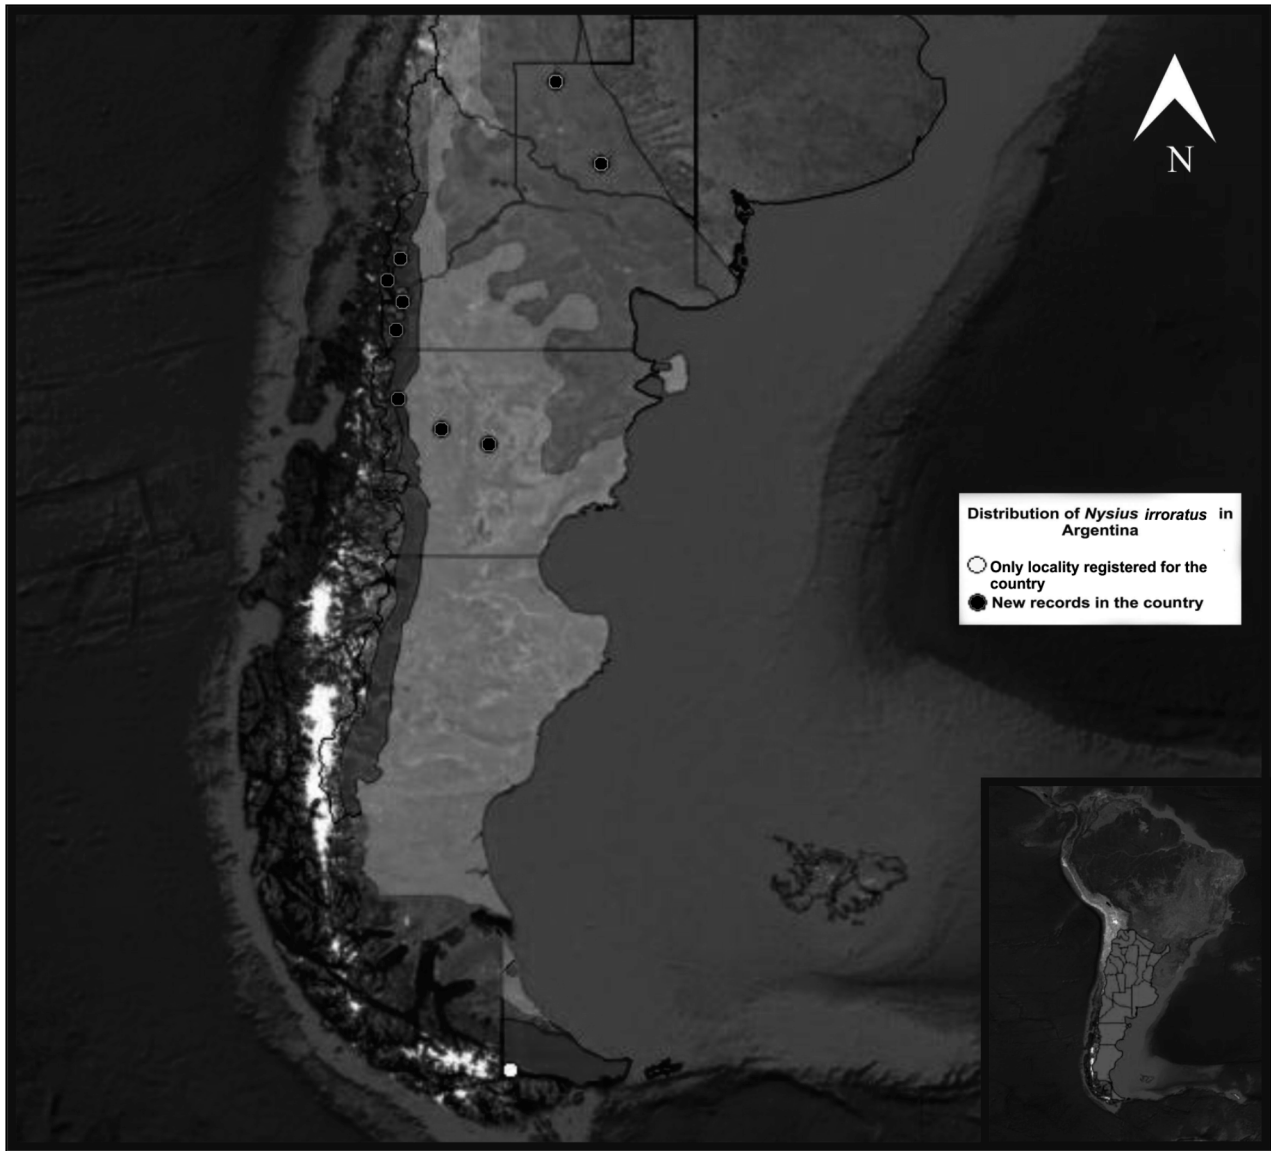 N
Distribution of Nysius irroratus in
Argentina
Only locality registered for the
country
New records in the country